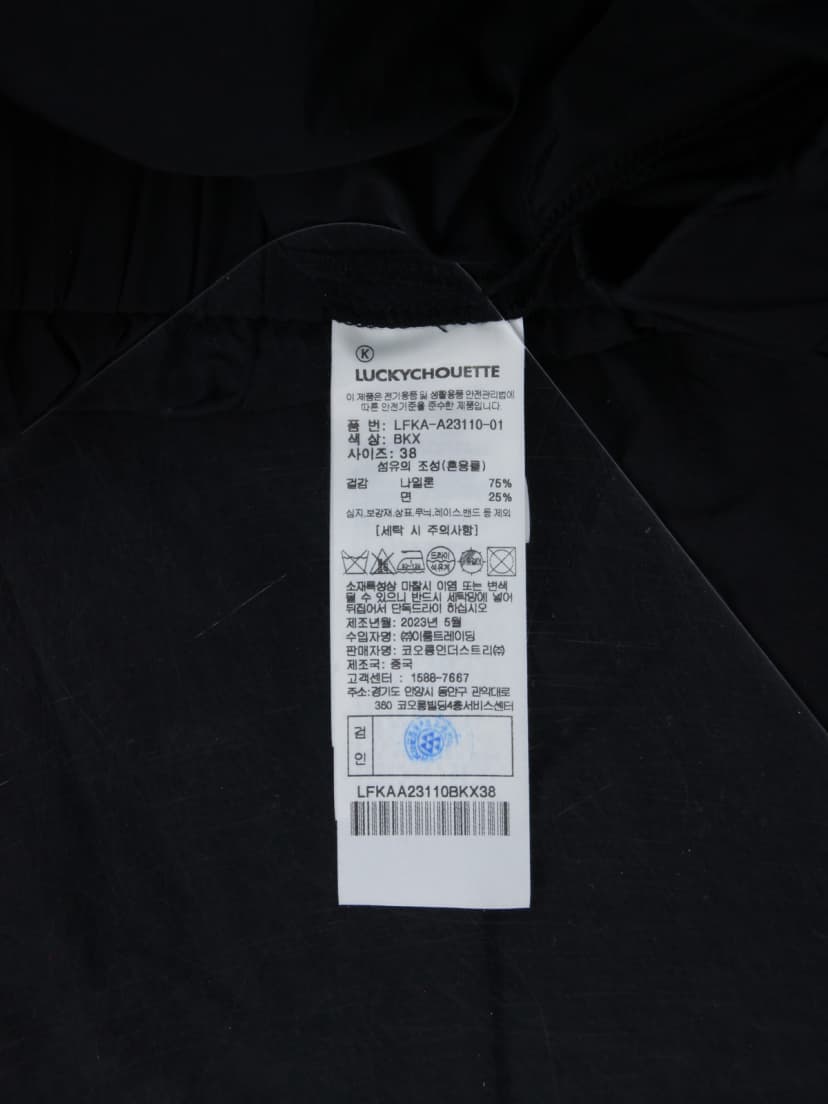 K
LUCKYCHOUETTE
이 제품은 전기용품 및 생활용품 안전관리법에
따른 안전기준을 준수한 제품입니다.
품 번: LFKA-A23110-01
색 상: BKX
사이즈: 38
섬유의 조성(혼용률)
겉감 나일론 75%
면 25%
심지,보강재,상표,무늬,레이스,밴드 등 제외
[세탁 시 주의사항]
드라이
석유계
소재특성상 마찰시 이염 또는 변색
될 수 있으니 반드시 세탁망에 넣어
뒤집어서 단독드라이 하십시오
제조년월: 2023년 5월
수입자명: ㈜이룸트레이딩
판매자명: 코오롱인더스트리㈜
제조국: 중국
고객센터 : 1588-7667
주소:경기도 안양시 동안구 관악대로
360 코오롱빌딩4층서비스센터
검
인
LFKAA23110BKX38